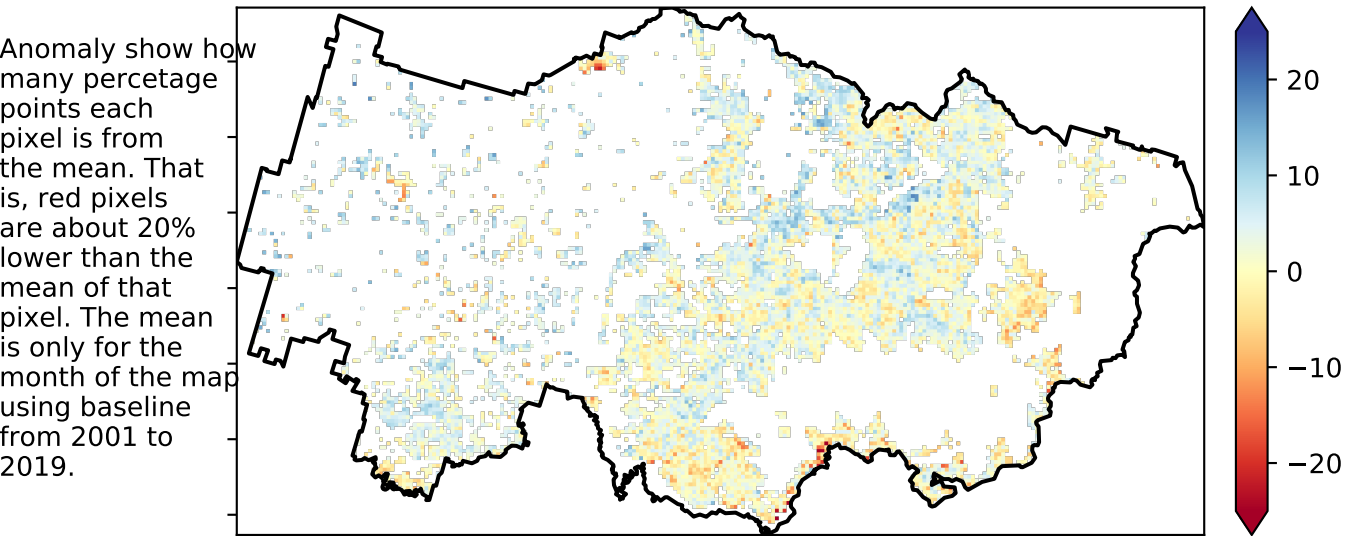 Anomaly show how
many percetage
points each
pixel is from
the mean. That
is, red pixels
are about 20%
lower than the
mean of that
pixel. The mean
is only for the
month of the map
using baseline
from 2001 to
2019.
20
10
0
−10
−20